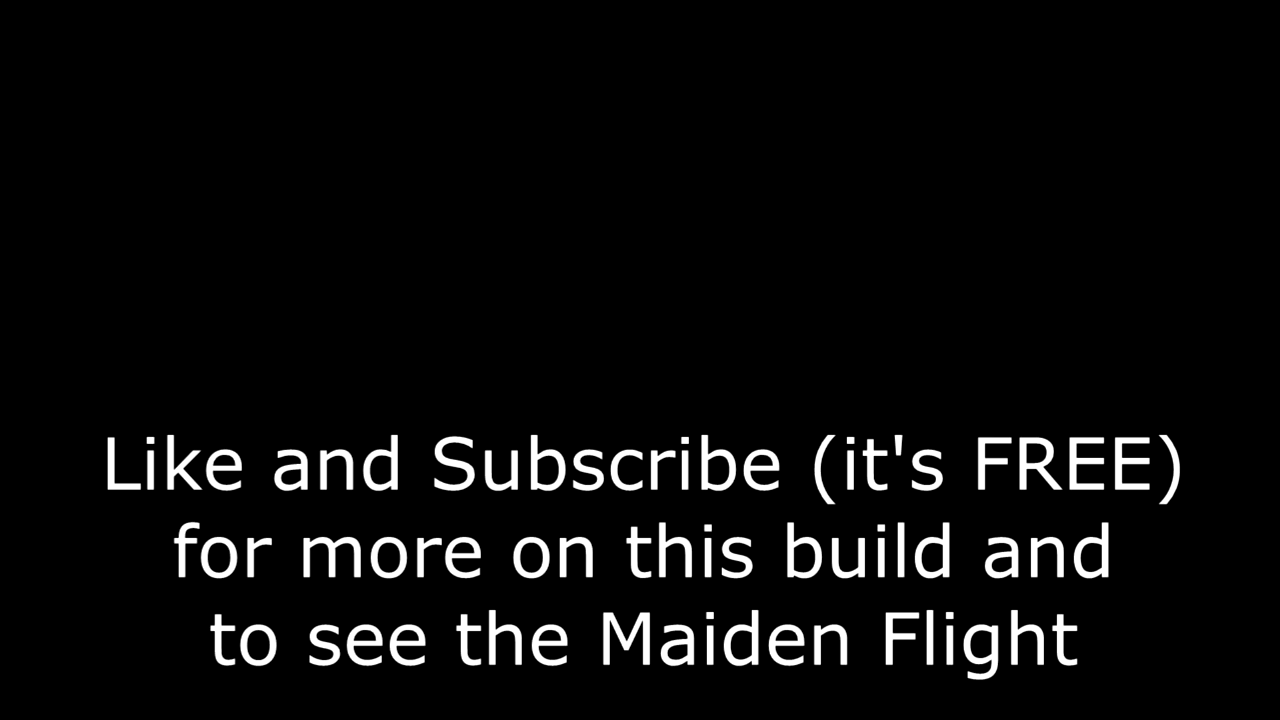 Like and Subscribe (it's FREE)
for more on this build and
to see the Maiden Flight